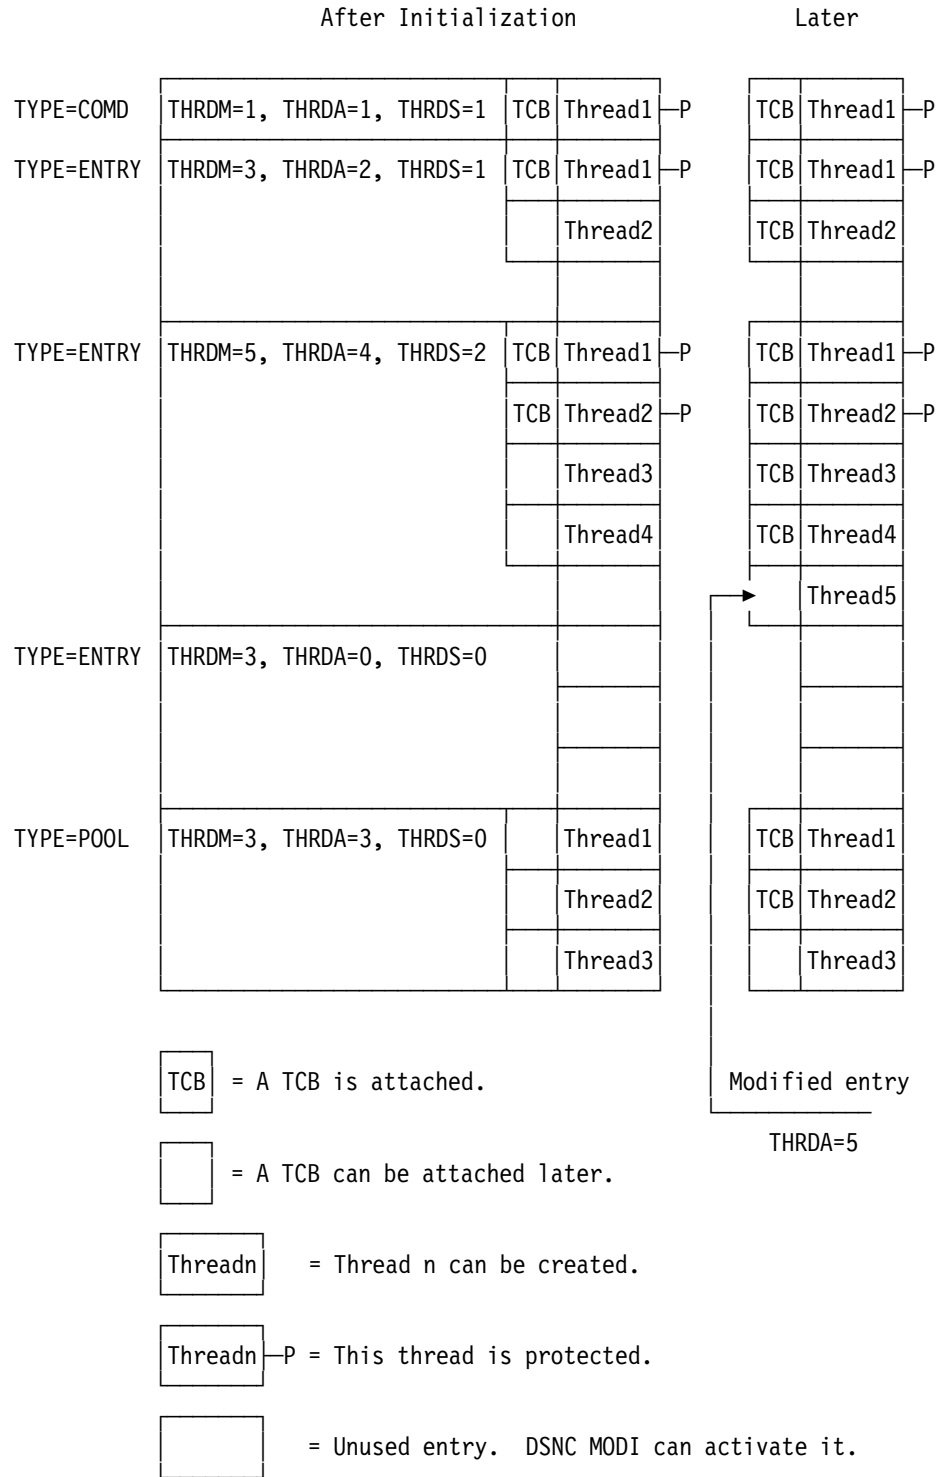 After Initialization Later
TYPE=COMD THRDM=1, THRDA=1, THRDS=1 TCB Thread1 P TCB Thread1 P
TYPE=ENTRY THRDM=3, THRDA=2, THRDS=1 TCB Thread1 P TCB Thread1 P
Thread2 TCB Thread2
TYPE=ENTRY THRDM=5, THRDA=4, THRDS=2 TCB Thread1 P TCB Thread1 P
TCB Thread2 P TCB Thread2 P
Thread3 TCB Thread3
Thread4 TCB Thread4
Thread5
TYPE=ENTRY THRDM=3, THRDA=0, THRDS=0
TYPE=POOL THRDM=3, THRDA=3, THRDS=0 Thread1 TCB Thread1
Thread2 TCB Thread2
Thread3 Thread3
TCB = A TCB is attached. Modified entry
THRDA=5
= A TCB can be attached later.
Threadn = Thread n can be created.
Threadn P = This thread is protected.
= Unused entry. DSNC MODI can activate it.